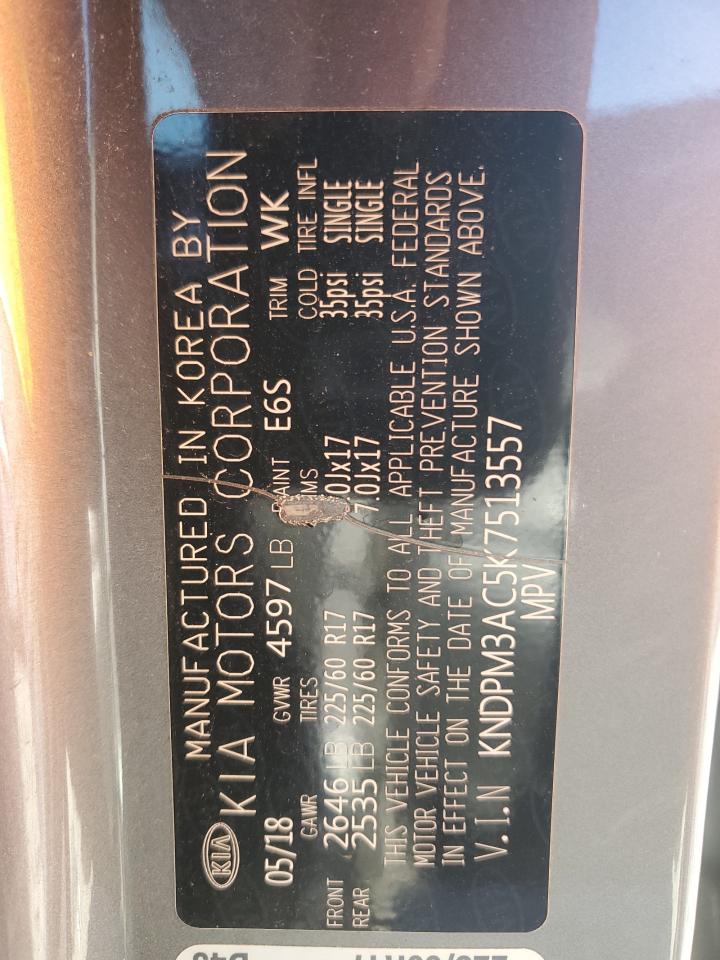 MANUFACTURED IN KOREA BY
KIA KIA MOTORS CORPORATION
05/18 GVWR 4597 LB PAINT E6S TRIM WK
GAWR TIRES RIMS COLD TIRE INFL
FRONT 2646 LB 225/60 R17 .0Jx17 35psi SINGLE
REAR 2535 LB 225/60 R17 7.0Jx17 35psi SINGLE
THIS VEHICLE CONFORMS TO ALL APPLICABLE U.S.A. FEDERAL
MOTOR VEHICLE SAFETY AND THEFT PREVENTION STANDARDS
IN EFFECT ON THE DATE OF MANUFACTURE SHOWN ABOVE.
V.I.N KNDPM3AC5K7513557
MPV